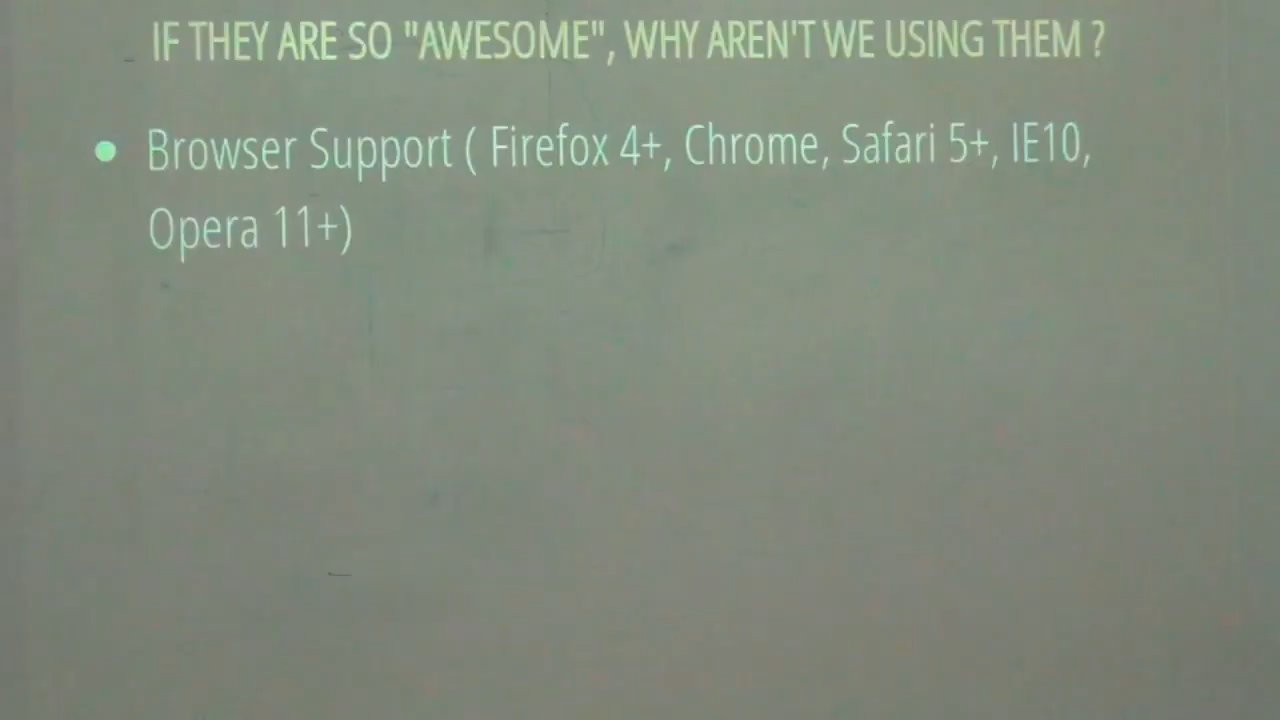 IF THEY ARE SO "AWESOME", WHY AREN'T WE USING THEM ?
• Browser Support ( Firefox 4+, Chrome, Safari 5+, IE10,
Opera 11+)